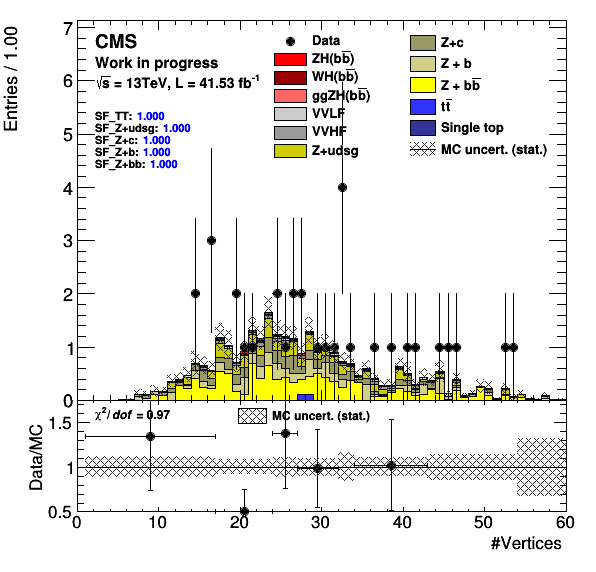 CMS
Work in progress
√s = 13TeV, L = 41.53 fb⁻¹
SF_TT: 1.000
SF_Z+udsg: 1.000
SF_Z+c: 1.000
SF_Z+b: 1.000
SF_Z+bb: 1.000
Data
ZH(bb̅)
WH(bb̅)
ggZH(bb̅)
VVLF
VVHF
Z+udsg
Z+c
Z + b
Z + bb̅
tt̅
Single top
MC uncert. (stat.)
Entries / 1.00
7
6
5
4
3
2
1
0
χ²/dof = 0.97
MC uncert. (stat.)
Data/MC
1.5
1
0.5
0 10 20 30 40 50 60
#Vertices